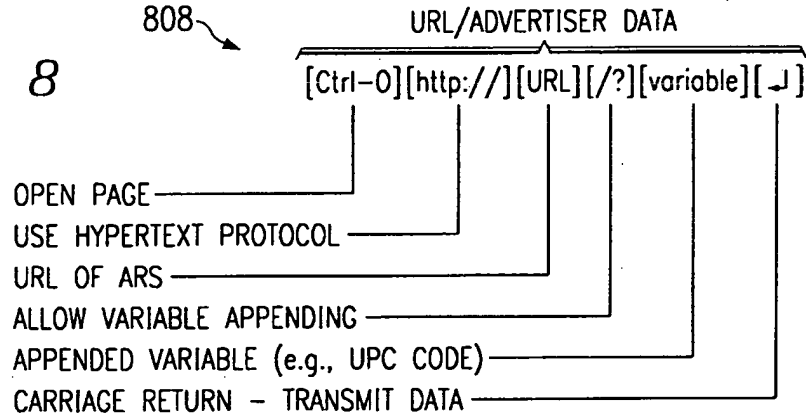 808
URL/ADVERTISER DATA
8
[Ctrl-O][http://][URL][/?][variable][↵]
OPEN PAGE
USE HYPERTEXT PROTOCOL
URL OF ARS
ALLOW VARIABLE APPENDING
APPENDED VARIABLE (e.g., UPC CODE)
CARRIAGE RETURN – TRANSMIT DATA